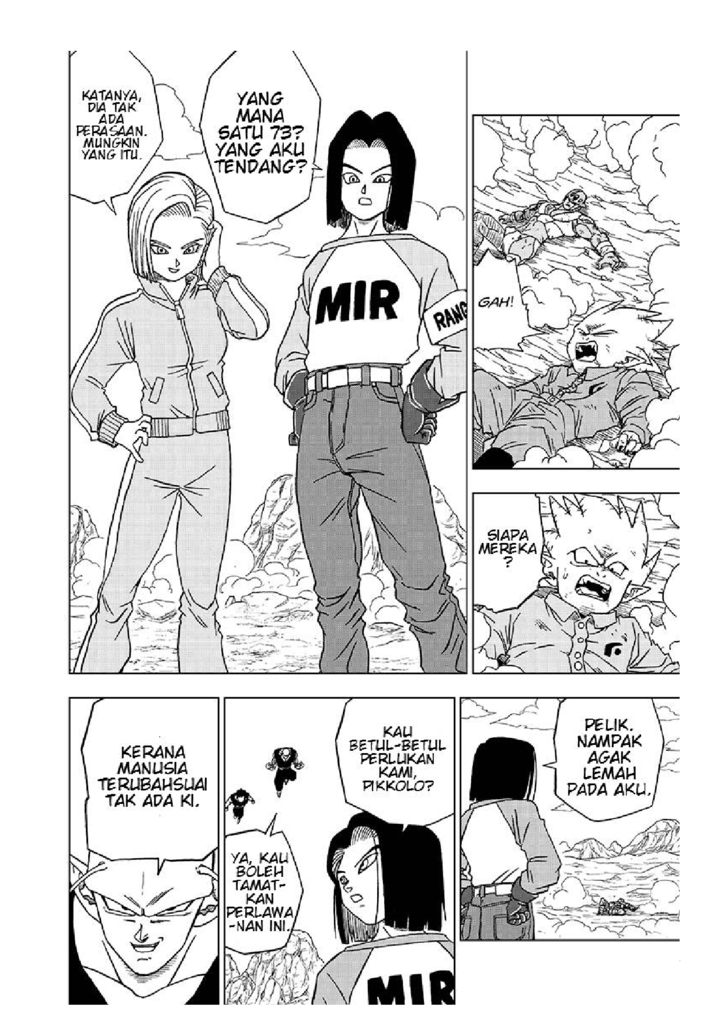 YANG
MANA
SATU 73?
YANG AKU
TENDANG?
KATANYA,
DIA TAK
ADA
PERASAAN.
MUNGKIN
YANG ITU.
MIR
RANG
GAH!
SIAPA
MEREKA
?
PELIK.
NAMPAK
AGAK
LEMAH
PADA AKU.
KAU
BETUL-BETUL
PERLUKAN
KAMI,
PIKKOLO?
YA, KAU
BOLEH
TAMAT-
KAN
PERLAWA
-NAN INI.
MIR
KERANA
MANUSIA
TERUBAHSUAI
TAK ADA KI.